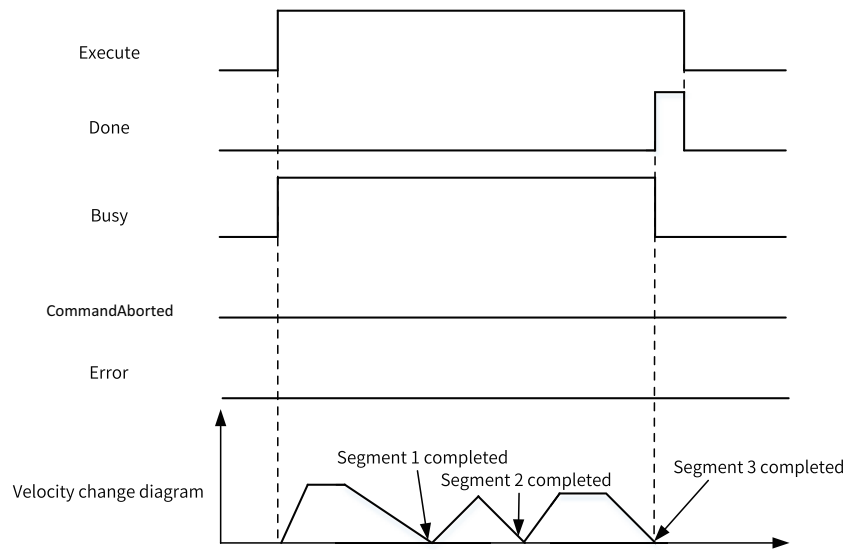 Execute
Done
Busy
CommandAborted
Error
Segment 1 completed
Segment 2 completed
Segment 3 completed
Velocity change diagram